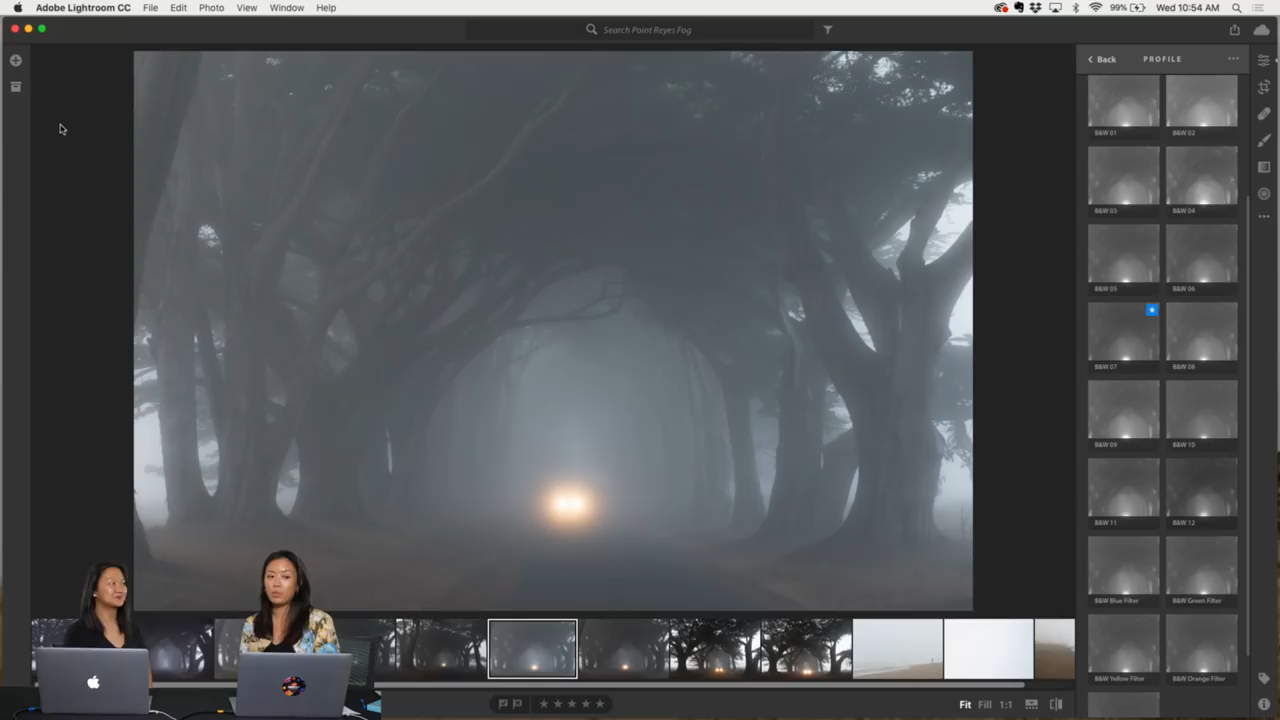 Adobe Lightroom CC File Edit Photo View Window Help 99% Wed 10:54 AM
Search Point Reyes Fog
Back PROFILE
B&W 01 B&W 02
B&W 03 B&W 04
B&W 05 B&W 06
B&W 07 B&W 08
B&W 09 B&W 10
B&W 11 B&W 12
B&W Blue Filter B&W Green Filter
B&W Yellow Filter B&W Orange Filter
Fit Fill 1:1